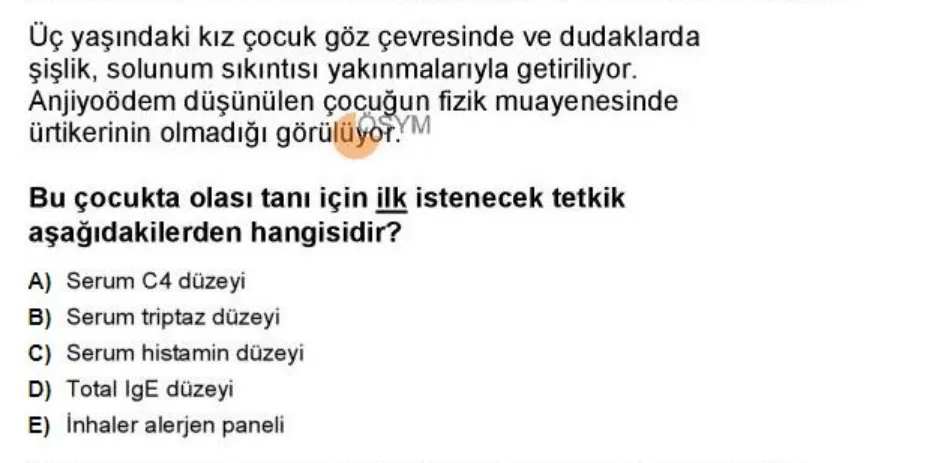 Üç yaşındaki kız çocuk göz çevresinde ve dudaklarda
şişlik, solunum sıkıntısı yakınmalarıyla getiriliyor.
Anjiyoödem düşünülen çocuğun fizik muayenesinde
ürtikerinin olmadığı görülüyor.
ÖSYM
Bu çocukta olası tanı için ilk istenecek tetkik
aşağıdakilerden hangisidir?
A) Serum C4 düzeyi
B) Serum triptaz düzeyi
C) Serum histamin düzeyi
D) Total IgE düzeyi
E) İnhaler alerjen paneli